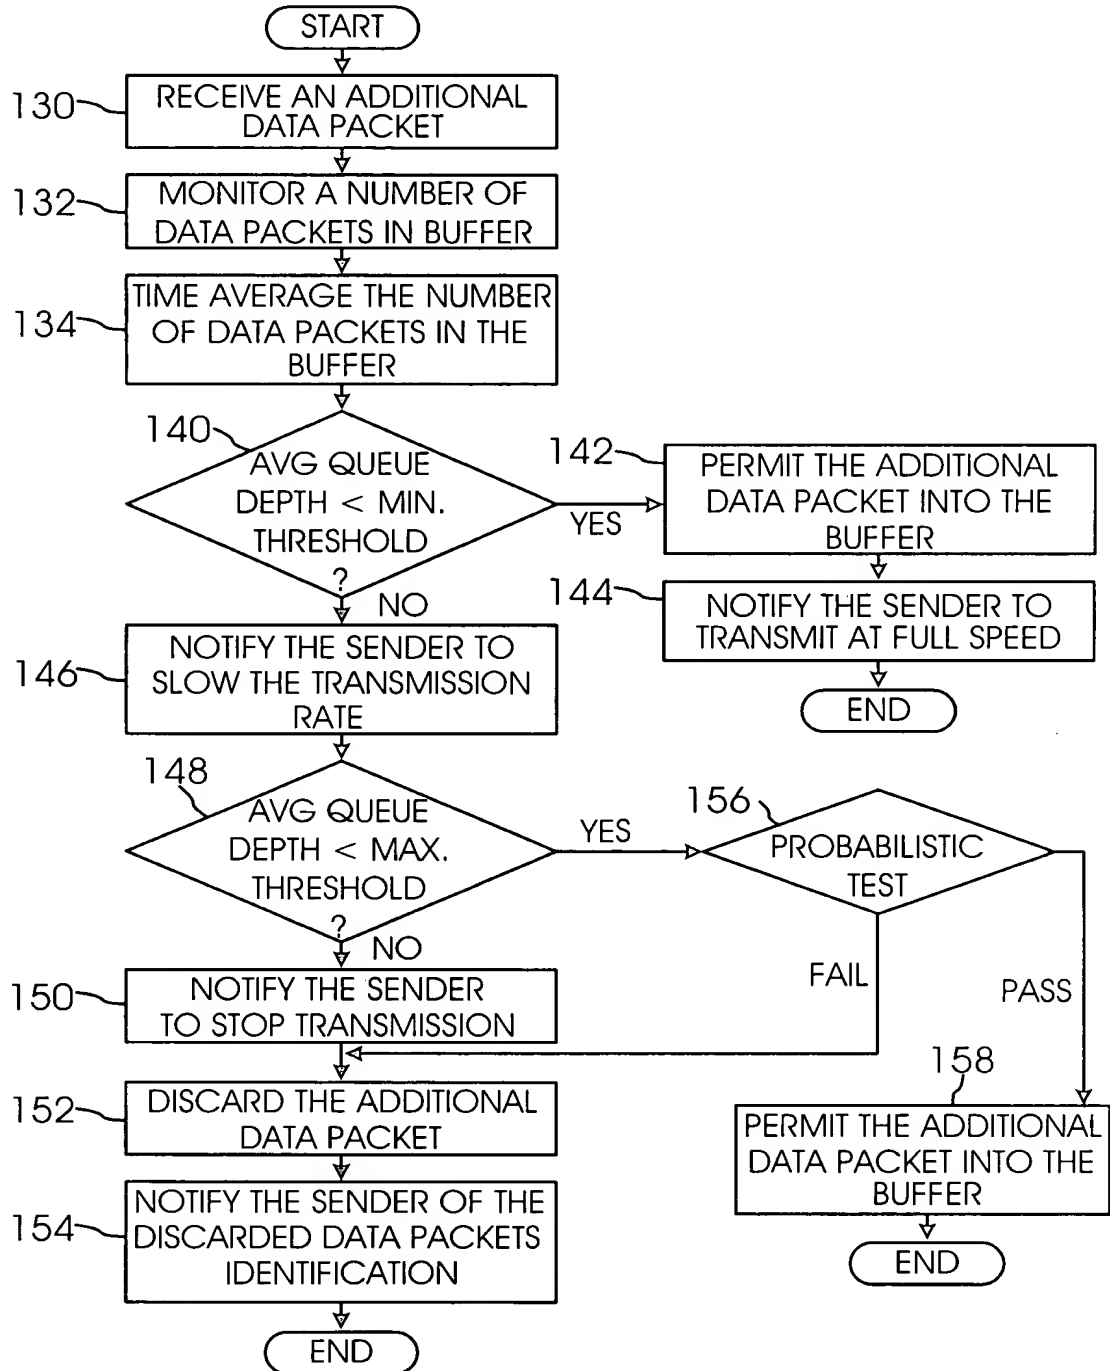 START
130
RECEIVE AN ADDITIONAL
DATA PACKET
132
MONITOR A NUMBER OF
DATA PACKETS IN BUFFER
134
TIME AVERAGE THE NUMBER
OF DATA PACKETS IN THE
BUFFER
140
AVG QUEUE
DEPTH < MIN.
THRESHOLD
?
YES
NO
142
PERMIT THE ADDITIONAL
DATA PACKET INTO THE
BUFFER
144
NOTIFY THE SENDER TO
TRANSMIT AT FULL SPEED
END
146
NOTIFY THE SENDER TO
SLOW THE TRANSMISSION
RATE
148
AVG QUEUE
DEPTH < MAX.
THRESHOLD
?
YES
NO
156
PROBABILISTIC
TEST
FAIL
PASS
150
NOTIFY THE SENDER
TO STOP TRANSMISSION
152
DISCARD THE ADDITIONAL
DATA PACKET
158
PERMIT THE ADDITIONAL
DATA PACKET INTO THE
BUFFER
END
154
NOTIFY THE SENDER OF THE
DISCARDED DATA PACKETS
IDENTIFICATION
END